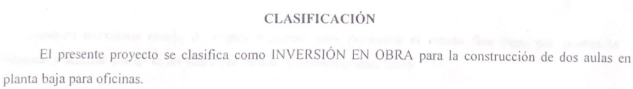 CLASIFICACIÓN
El presente proyecto se clasifica como INVERSIÓN EN OBRA para la construcción de dos aulas en
planta baja para oficinas.